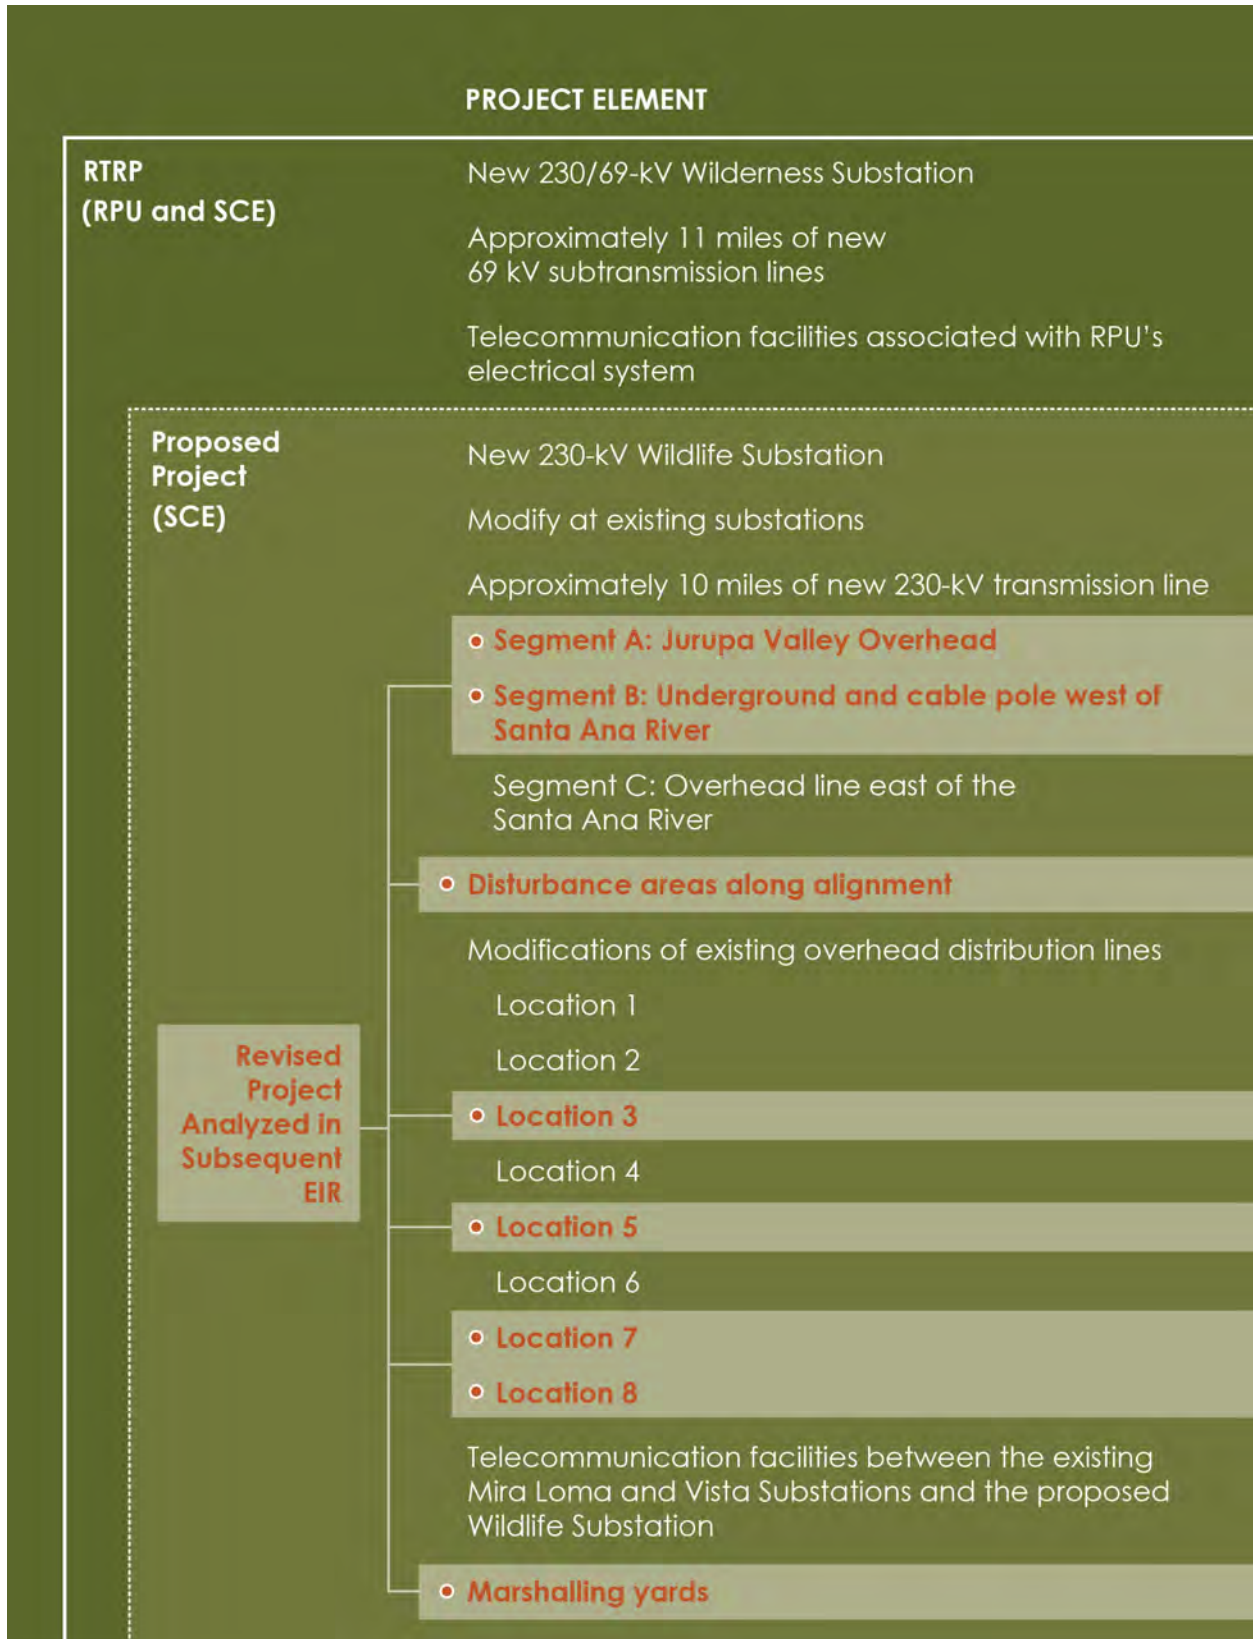 PROJECT ELEMENT
RTRP
(RPU and SCE)
New 230/69-kV Wilderness Substation
Approximately 11 miles of new
69 kV subtransmission lines
Telecommunication facilities associated with RPU's
electrical system
Proposed
Project
(SCE)
New 230-kV Wildlife Substation
Modify at existing substations
Approximately 10 miles of new 230-kV transmission line
Segment A: Jurupa Valley Overhead
Segment B: Underground and cable pole west of
Santa Ana River
Segment C: Overhead line east of the
Santa Ana River
Disturbance areas along alignment
Modifications of existing overhead distribution lines
Location 1
Location 2
Revised
Project
Analyzed in
Subsequent
EIR
Location 3
Location 4
Location 5
Location 6
Location 7
Location 8
Telecommunication facilities between the existing
Mira Loma and Vista Substations and the proposed
Wildlife Substation
Marshalling yards